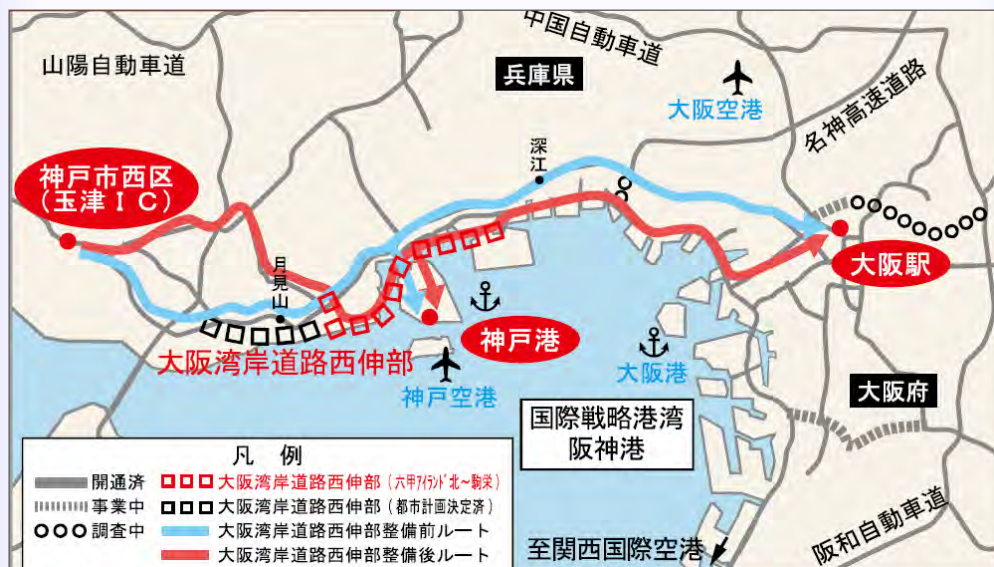 中国自動車道
山陽自動車道
兵庫県
大阪空港
名神高速道路
深江
神戸市西区
(玉津IC)
月見山
大阪駅
神戸港
大阪湾岸道路西伸部
神戸空港
大阪港
大阪府
国際戦略港湾
阪神港
凡例
開通済
大阪湾岸道路西伸部(六甲アイランド北~駒栄)
事業中
大阪湾岸道路西伸部(都市計画決定済)
調査中
大阪湾岸道路西伸部整備前ルート
大阪湾岸道路西伸部整備後ルート
至関西国際空港
阪和自動車道